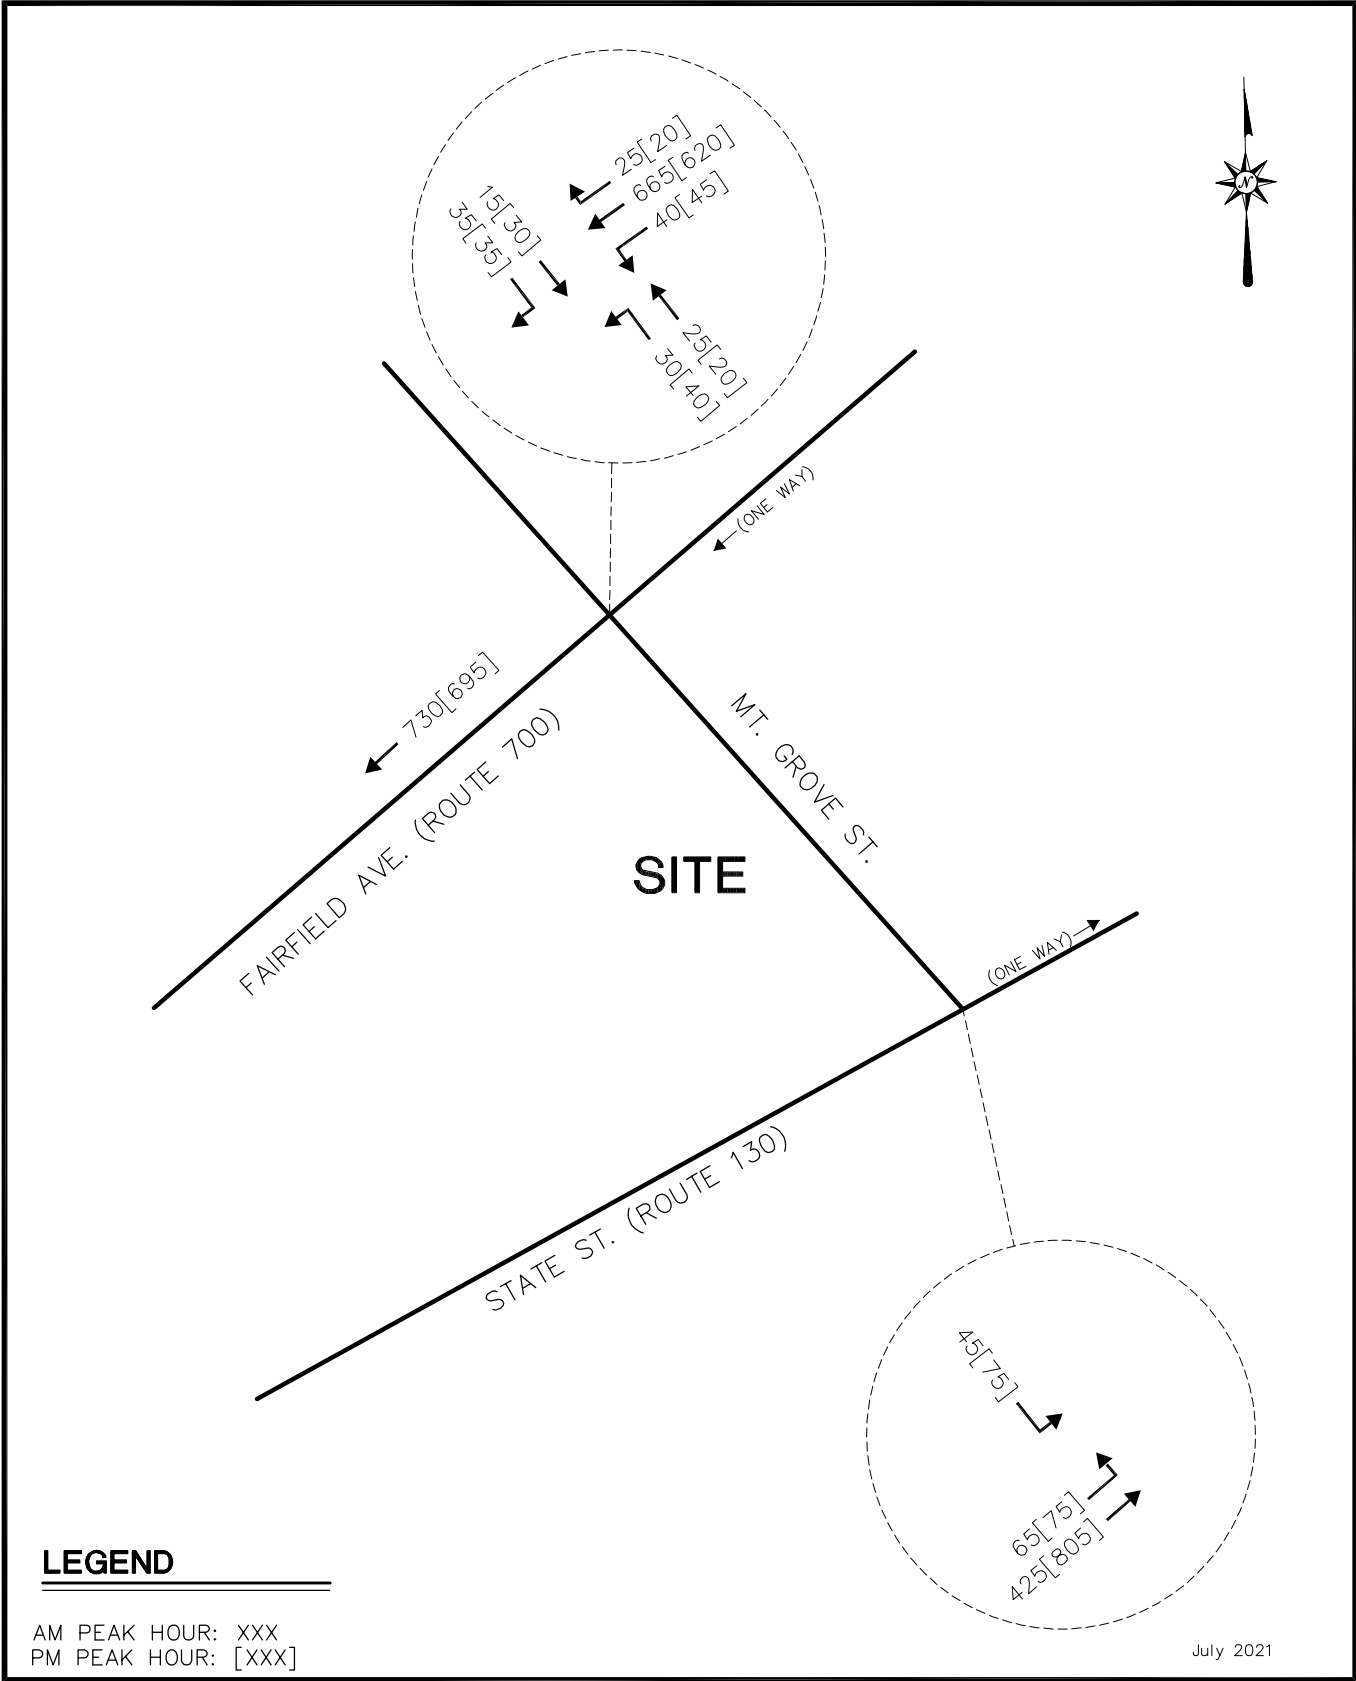 25[20]
665[620]
40[45]
15[30]
35[35]
N
25[20]
30[40]
(ONE WAY)
730[695]
FAIRFIELD AVE. (ROUTE 700)
MT. GROVE ST.
SITE
(ONE WAY)
STATE ST. (ROUTE 130)
45[75]
65[75]
425[805]
LEGEND
AM PEAK HOUR: XXX
PM PEAK HOUR: [XXX]
July 2021